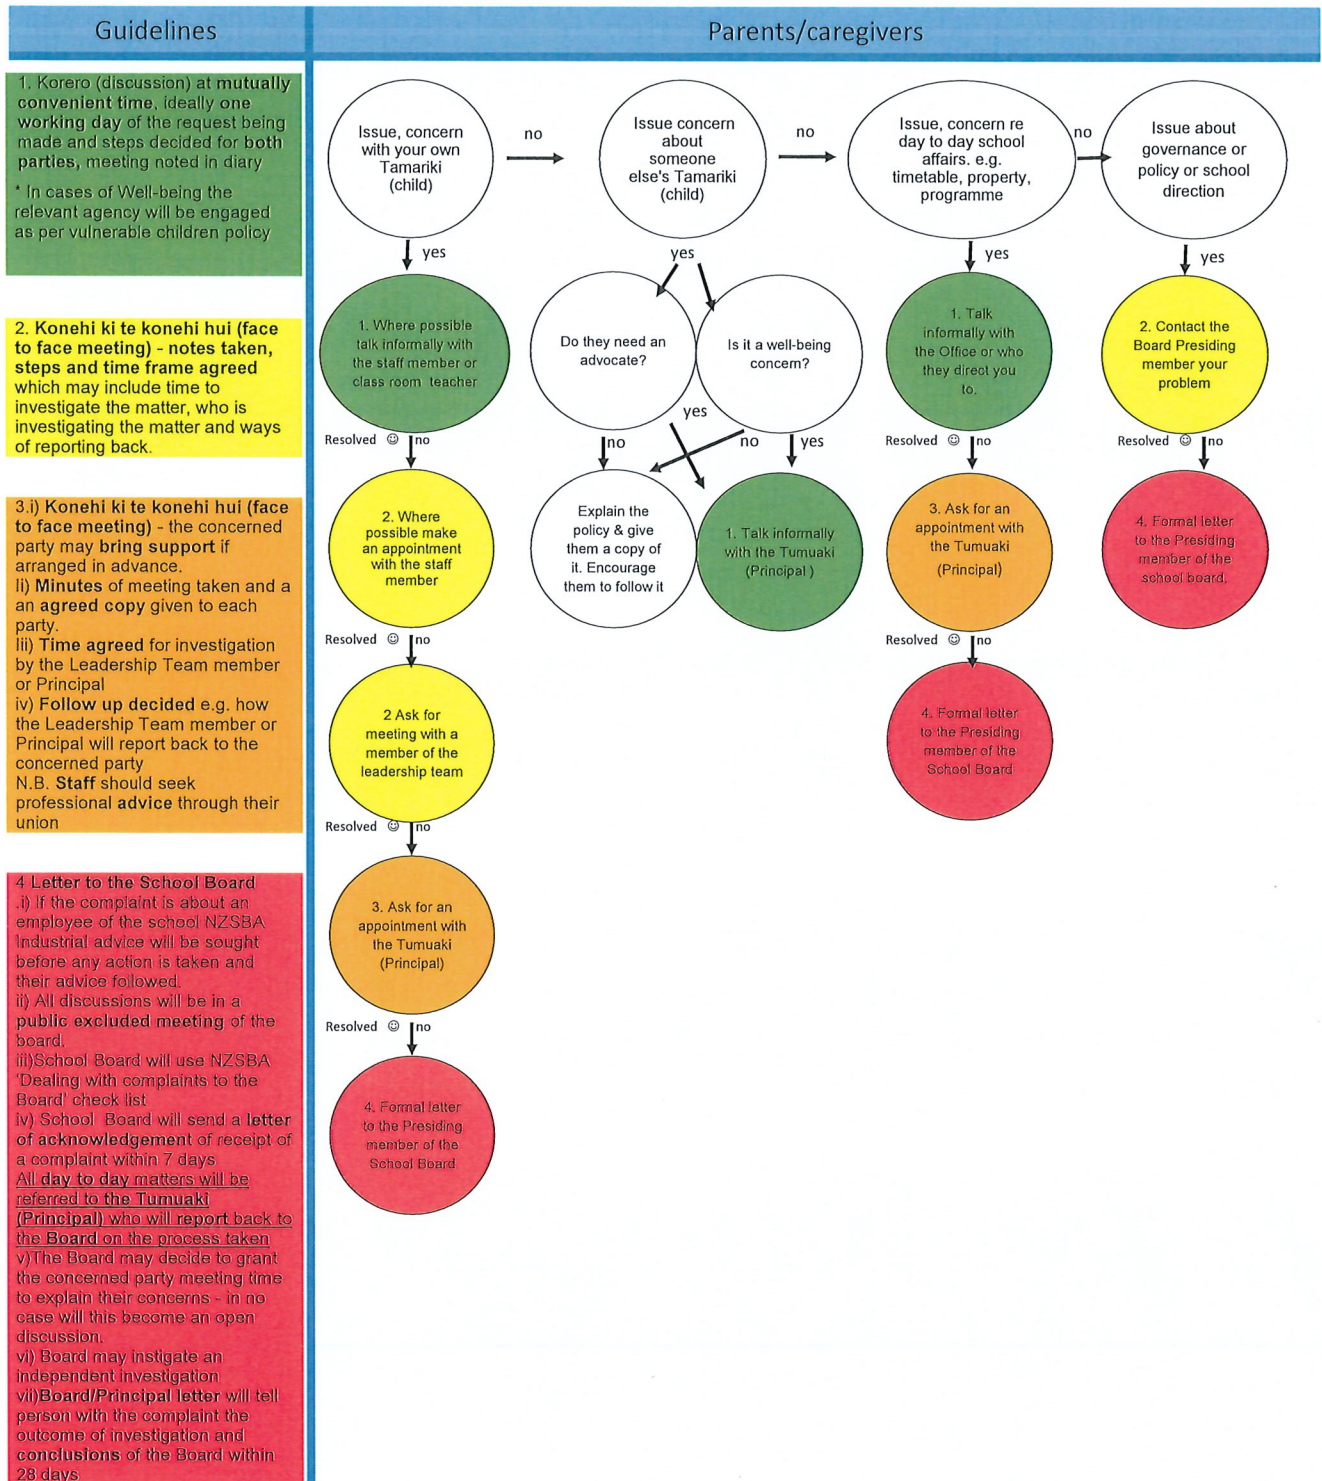 Guidelines
Parents/caregivers
1. Korero (discussion) at mutually
convenient time, ideally one
working day of the request being
made and steps decided for both
parties, meeting noted in diary
* In cases of Well-being the
relevant agency will be engaged
as per vulnerable children policy
2. Konehi ki te konehi hui (face
to face meeting) - notes taken,
steps and time frame agreed
which may include time to
investigate the matter, who is
investigating the matter and ways
of reporting back.
3.i) Konehi ki te konehi hui (face
to face meeting) - the concerned
party may bring support if
arranged in advance.
Ii) Minutes of meeting taken and a
an agreed copy given to each
party.
Iii) Time agreed for investigation
by the Leadership Team member
or Principal
iv) Follow up decided e.g. how
the Leadership Team member or
Principal will report back to the
concerned party
N.B. Staff should seek
professional advice through their
union
4 Letter to the School Board
.i) If the complaint is about an
employee of the school NZSBA
Industrial advice will be sought
before any action is taken and
their advice followed.
ii) All discussions will be in a
public excluded meeting of the
board.
iii)School Board will use NZSBA
'Dealing with complaints to the
Board' check list
iv) School Board will send a letter
of acknowledgement of receipt of
a complaint within 7 days
All day to day matters will be
referred to the Tumuaki
(Principal) who will report back to
the Board on the process taken
v)The Board may decide to grant
the concerned party meeting time
to explain their concerns - in no
case will this become an open
discussion.
vi) Board may instigate an
independent investigation
vii)Board/Principal letter will tell
person with the complaint the
outcome of investigation and
conclusions of the Board within
28 days
Issue, concern
with your own
Tamariki
(child)
no
Issue concern
about
someone
else's Tamariki
(child)
no
Issue, concern re
day to day school
affairs. e.g.
timetable, property,
programme
no
Issue about
governance or
policy or school
direction
yes
yes
yes
yes
1. Where possible
talk informally with
the staff member or
class room teacher
Do they need an
advocate?
Is it a well-being
concern?
1. Talk
informally with
the Office or who
they direct you
to.
2. Contact the
Board Presiding
member your
problem
Resolved ☺ no
no
yes
no
yes
Resolved ☺ no
Resolved ☺ no
2. Where
possible make
an appointment
with the staff
member
Explain the
policy & give
them a copy of
it. Encourage
them to follow it
1. Talk informally
with the Tumuaki
(Principal )
3. Ask for an
appointment with
the Tumuaki
(Principal)
4. Formal letter
to the Presiding
member of the
school board.
Resolved ☺ no
Resolved ☺ no
2 Ask for
meeting with a
member of the
leadership team
4. Formal letter
to the Presiding
member of the
School Board
Resolved ☺ no
3. Ask for an
appointment with
the Tumuaki
(Principal)
Resolved ☺ no
4. Formal letter
to the Presiding
member of the
School Board